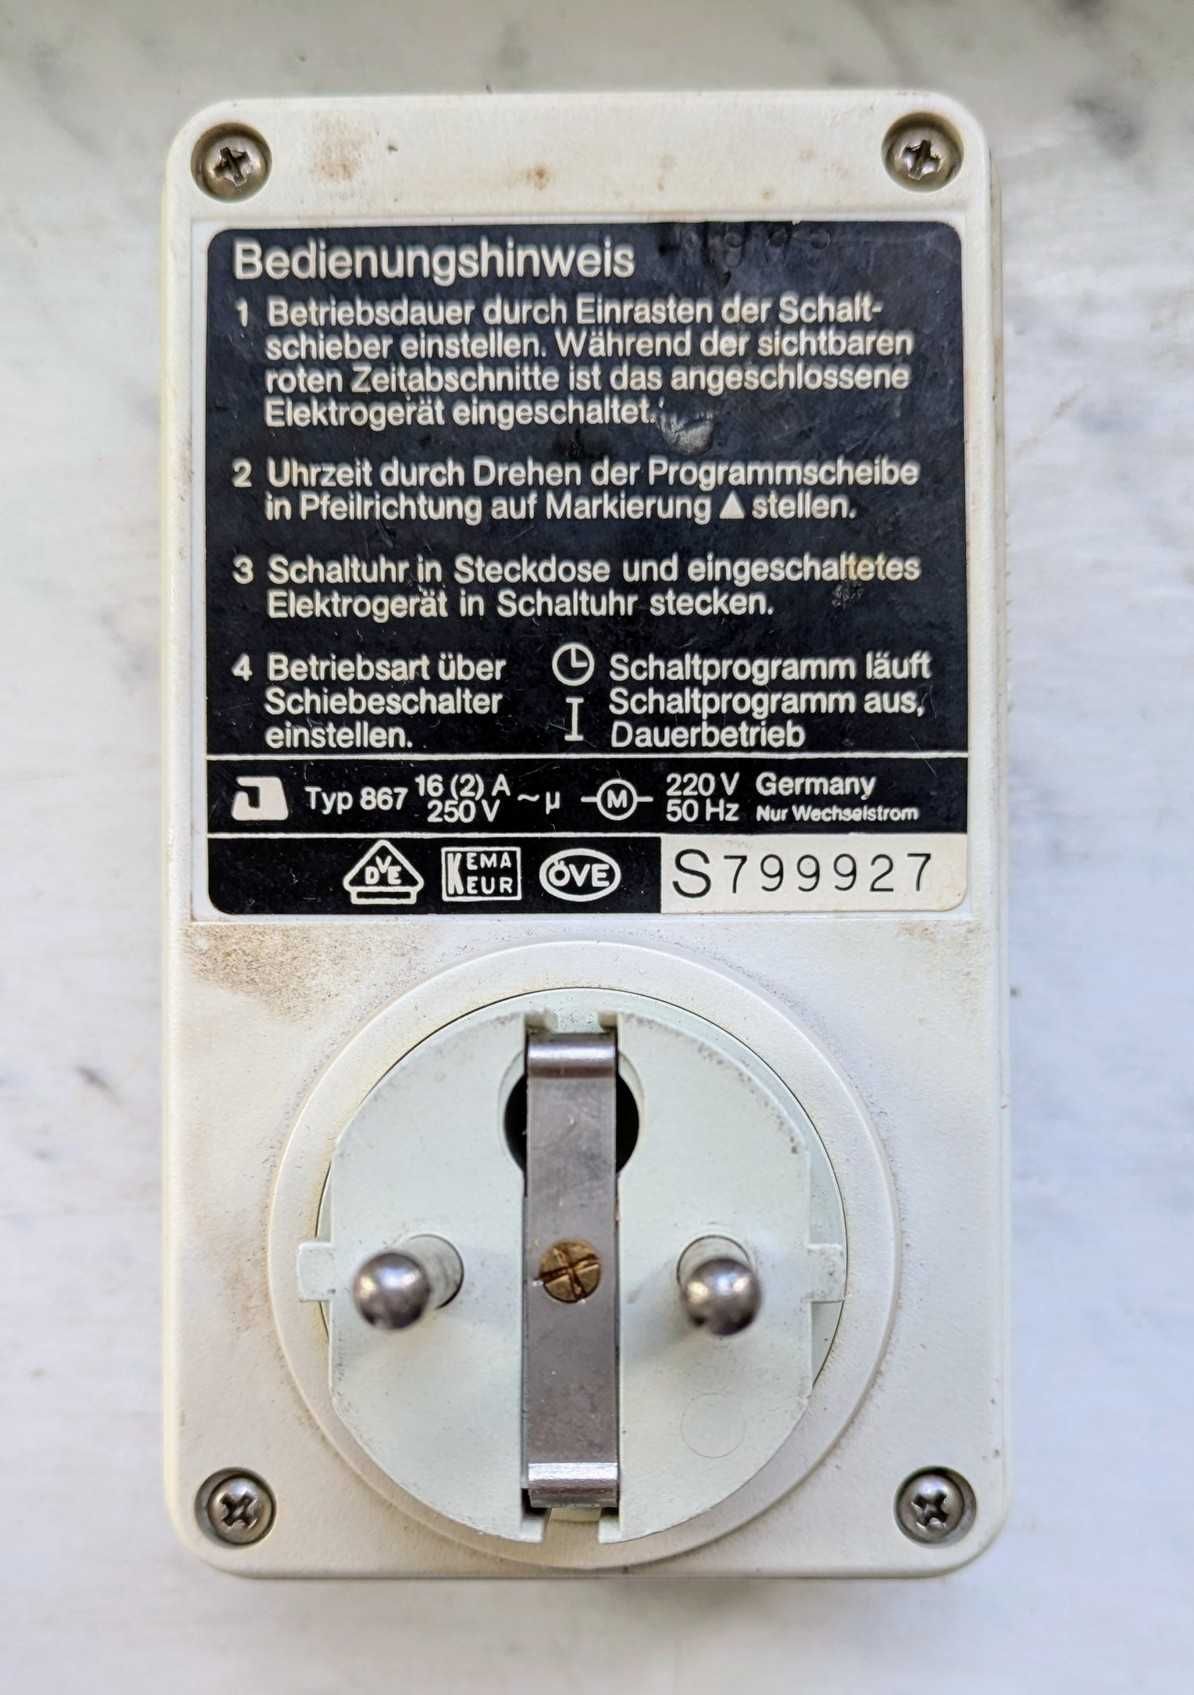 Bedienungshinweis
1 Betriebsdauer durch Einrasten der Schalt-
schieber einstellen. Während der sichtbaren
roten Zeitabschnitte ist das angeschlossene
Elektrogerät eingeschaltet.
2 Uhrzeit durch Drehen der Programmscheibe
in Pfeilrichtung auf Markierung ▲ stellen.
3 Schaltuhr in Steckdose und eingeschaltetes
Elektrogerät in Schaltuhr stecken.
4 Betriebsart über
Schiebeschalter
einstellen.
Schaltprogramm läuft
I Schaltprogramm aus,
Dauerbetrieb
Typ 867 16 (2) A
250 V ~ µ M 220 V
50 Hz Germany
Nur Wechselstrom
VDE KEMA
EUR ÖVE S799927